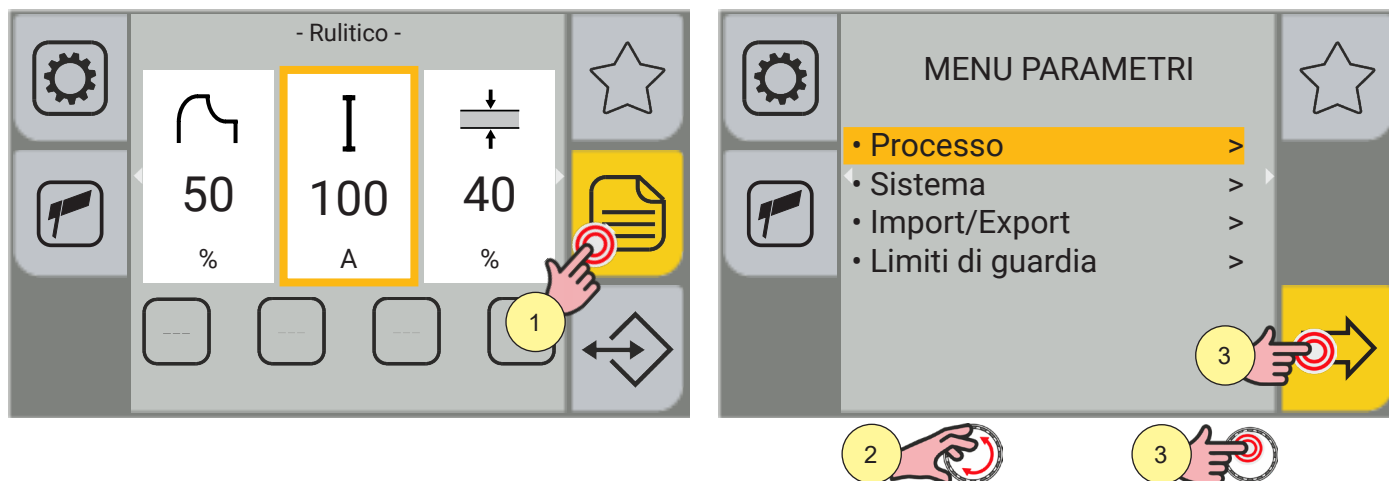 - Rulitico -
50
100
40
%
A
%
---
---
---
1
MENU PARAMETRI
• Processo >
• Sistema >
• Import/Export >
• Limiti di guardia >
3
2
3